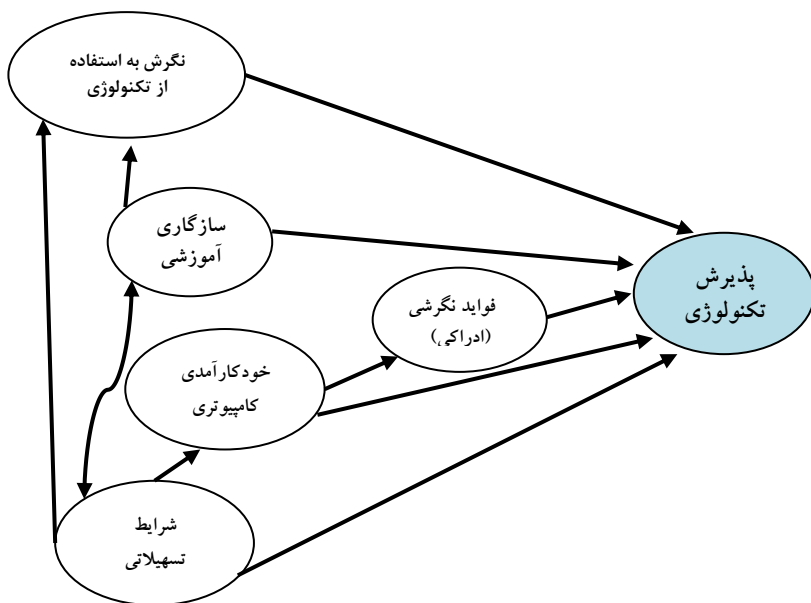 نگرش به استفاده
از تکنولوژی
سازگاری
آموزشی
پذیرش
تکنولوژی
فواید نگرشی
(ادراکی)
خودکارآمدی
کامپیوتری
شرایط
تسهیلاتی